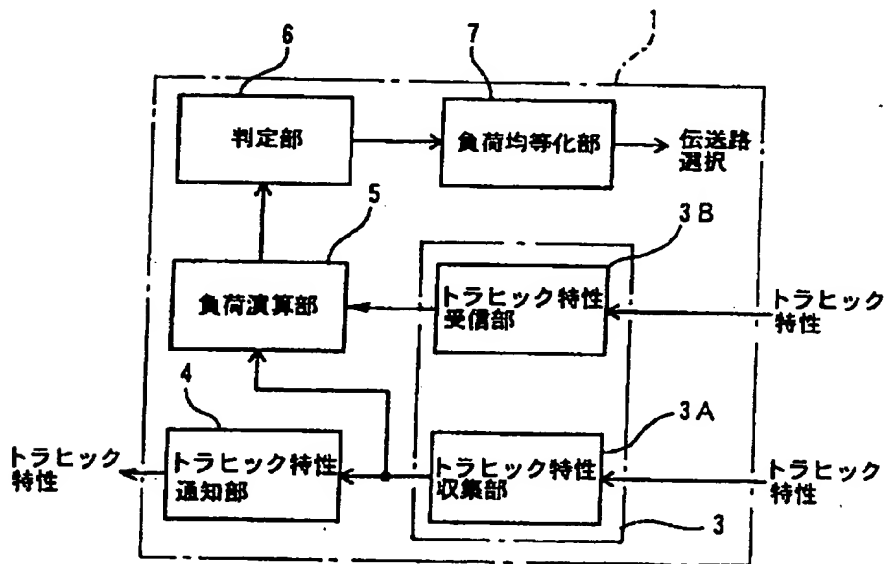 1
6
7
判定部
負荷均等化部
伝送路
選択
5
3B
負荷演算部
トラヒック特性
受信部
トラヒック
特性
4
3A
トラヒック
特性
トラヒック特性
通知部
トラヒック特性
収集部
トラヒック
特性
3